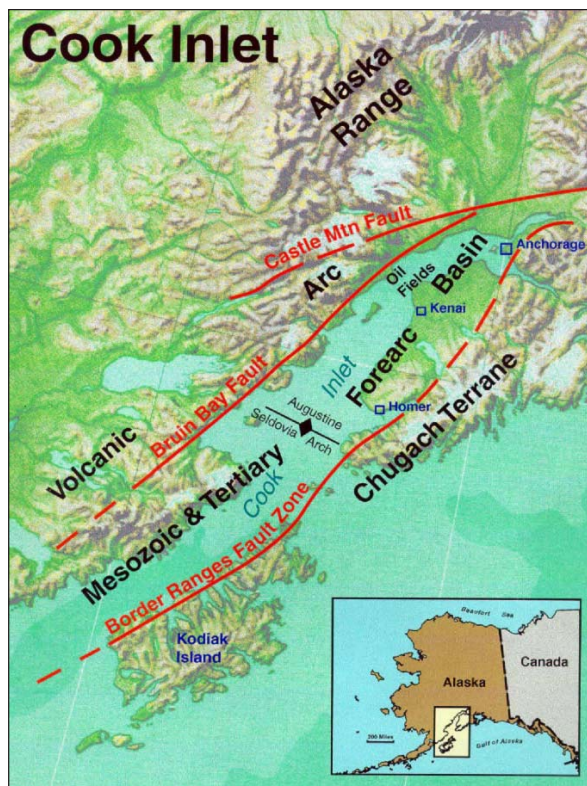 Cook Inlet
Alaska
Range
Castle Mtn Fault
Arc
Oil
Fields
Basin
Anchorage
Kenai
Forearc
Inlet
Bruin Bay Fault
Homer
Augustine
Seldovia Arch
Chugach Terrane
Volcanic
Mesozoic & Tertiary
Cook
Border Ranges Fault Zone
Kodiak
Island
Beaufort Sea
Alaska
Canada
200 Miles
Gulf of Alaska